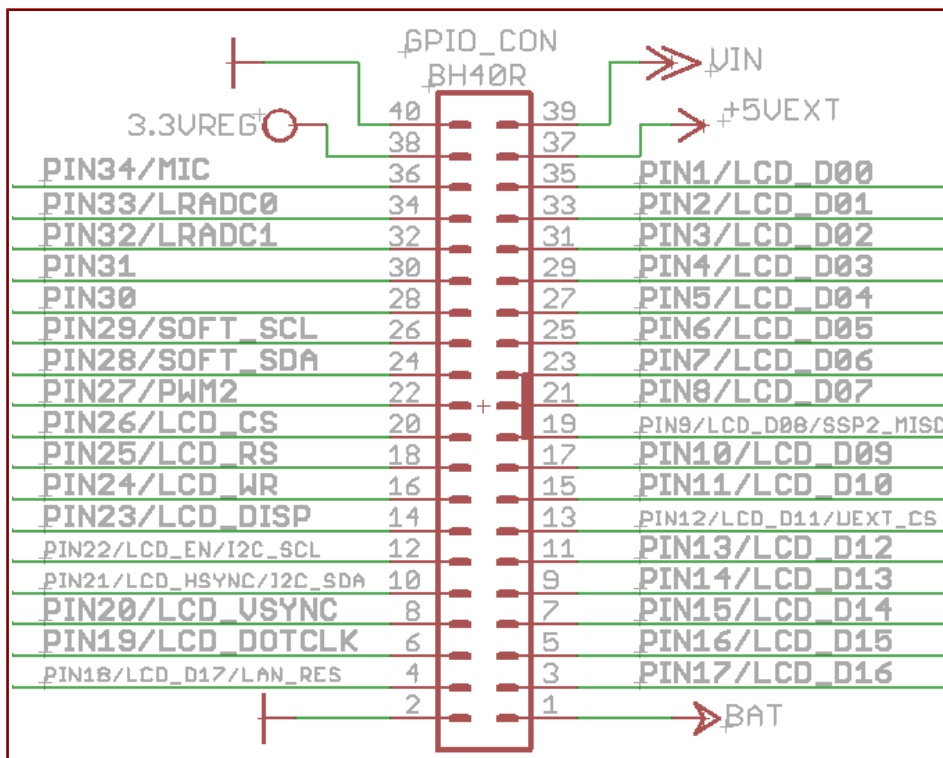 GPIO_CON
BH40R
VIN
3.3VREG
+5VEXT
40 39
38 37
PIN34/MIC 36 35 PIN1/LCD_D00
PIN33/LRADC0 34 33 PIN2/LCD_D01
PIN32/LRADC1 32 31 PIN3/LCD_D02
PIN31 30 29 PIN4/LCD_D03
PIN30 28 27 PIN5/LCD_D04
PIN29/SOFT_SCL 26 25 PIN6/LCD_D05
PIN28/SOFT_SDA 24 23 PIN7/LCD_D06
PIN27/PWM2 22 21 PIN8/LCD_D07
PIN26/LCD_CS 20 19 PIN9/LCD_D08/SSP2_MISO
PIN25/LCD_RS 18 17 PIN10/LCD_D09
PIN24/LCD_WR 16 15 PIN11/LCD_D10
PIN23/LCD_DISP 14 13 PIN12/LCD_D11/UEXT_CS
PIN22/LCD_EN/I2C_SCL 12 11 PIN13/LCD_D12
PIN21/LCD_HSYNC/I2C_SDA 10 9 PIN14/LCD_D13
PIN20/LCD_VSYNC 8 7 PIN15/LCD_D14
PIN19/LCD_DOTCLK 6 5 PIN16/LCD_D15
PIN18/LCD_D17/LAN_RES 4 3 PIN17/LCD_D16
2 1 BAT